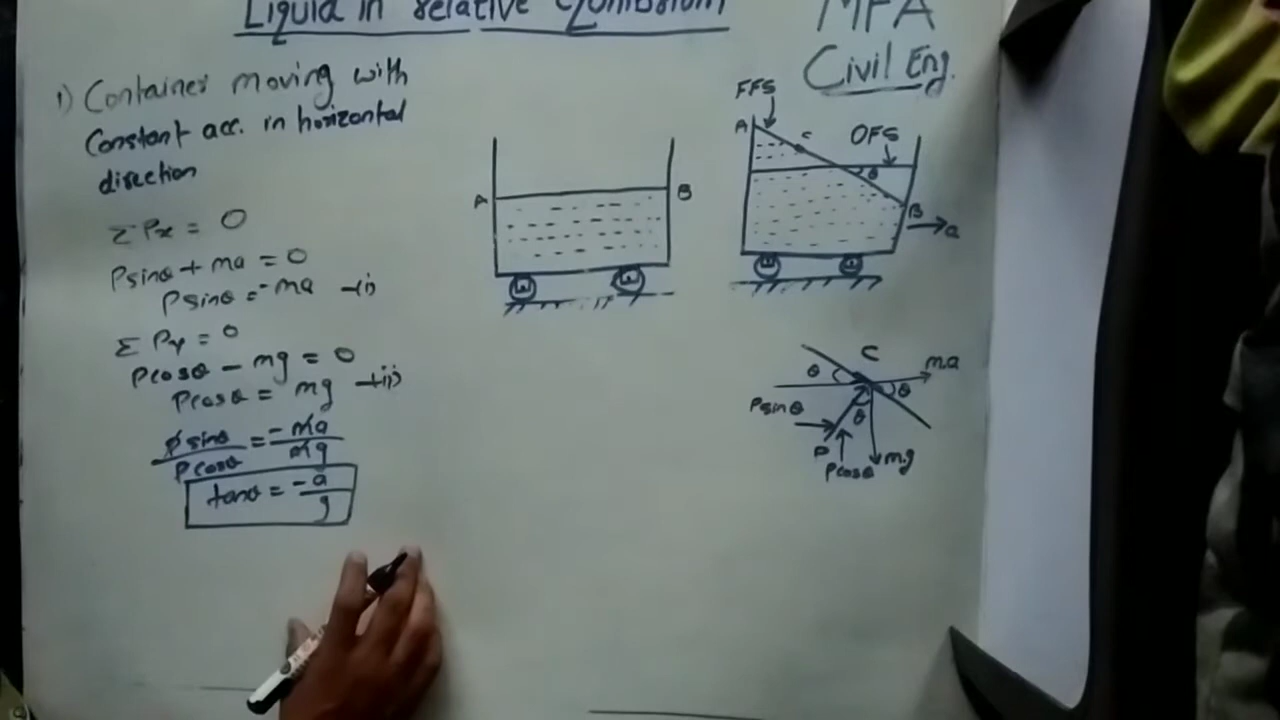 Liquid in relative Equilibrium
MFA
Civil Eng.
1) Container moving with
Constant acc. in horizontal
direction
ΣPx = 0
Psinθ + ma = 0
Psinθ = -ma -(i)
ΣPy = 0
Pcosθ - mg = 0
Pcosθ = mg -(ii)
Psinθ/Pcosθ = -ma/mg
tanθ = -a/g
A
B
FFS
A
C
OFS
θ
B
a
C
θ
ma
θ
Psinθ
θ
P
Pcosθ
mg